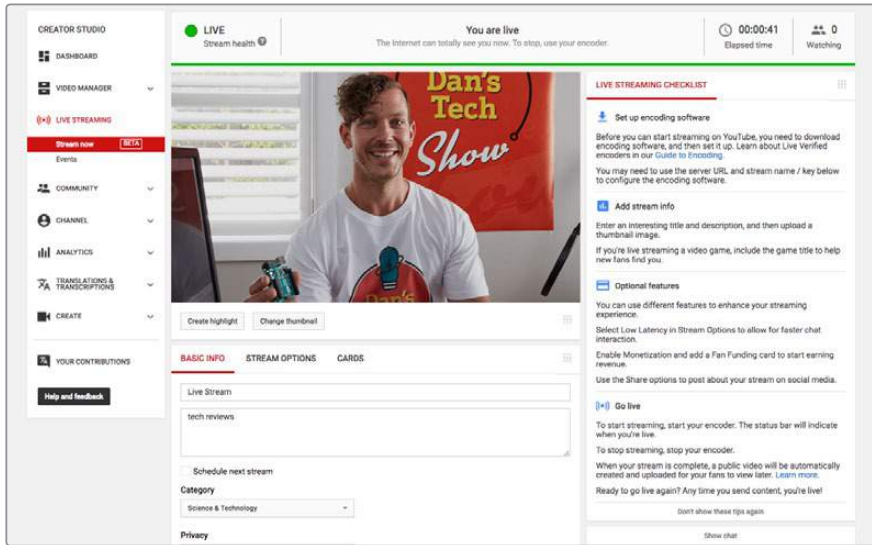 CREATOR STUDIO
DASHBOARD
VIDEO MANAGER
LIVE STREAMING
Stream now BETA
Events
COMMUNITY
CHANNEL
ANALYTICS
TRANSLATIONS &
TRANSCRIPTIONS
CREATE
YOUR CONTRIBUTIONS
Help and feedback
LIVE
Stream health ?
You are live
The Internet can totally see you now. To stop, use your encoder.
00:00:41
Elapsed time
0
Watching
Dan's
Tech
Show
Dan's
Create highlight
Change thumbnail
BASIC INFO STREAM OPTIONS CARDS
Live Stream
tech reviews
Schedule next stream
Category
Science & Technology
Privacy
LIVE STREAMING CHECKLIST
Set up encoding software
Before you can start streaming on YouTube, you need to download
encoding software, and then set it up. Learn about Live Verified
encoders in our Guide to Encoding.
You may need to use the server URL and stream name / key below
to configure the encoding software.
Add stream info
Enter an interesting title and description, and then upload a
thumbnail image.
If you're live streaming a video game, include the game title to help
new fans find you.
Optional features
You can use different features to enhance your streaming
experience.
Select Low Latency in Stream Options to allow for faster chat
interaction.
Enable Monetization and add a Fan Funding card to start earning
revenue.
Use the Share options to post about your stream on social media.
Go live
To start streaming, start your encoder. The status bar will indicate
when you're live.
To stop streaming, stop your encoder.
When your stream is complete, a public video will be automatically
created and uploaded for your fans to view later. Learn more.
Ready to go live again? Any time you send content, you're live!
Don't show these tips again
Show chat